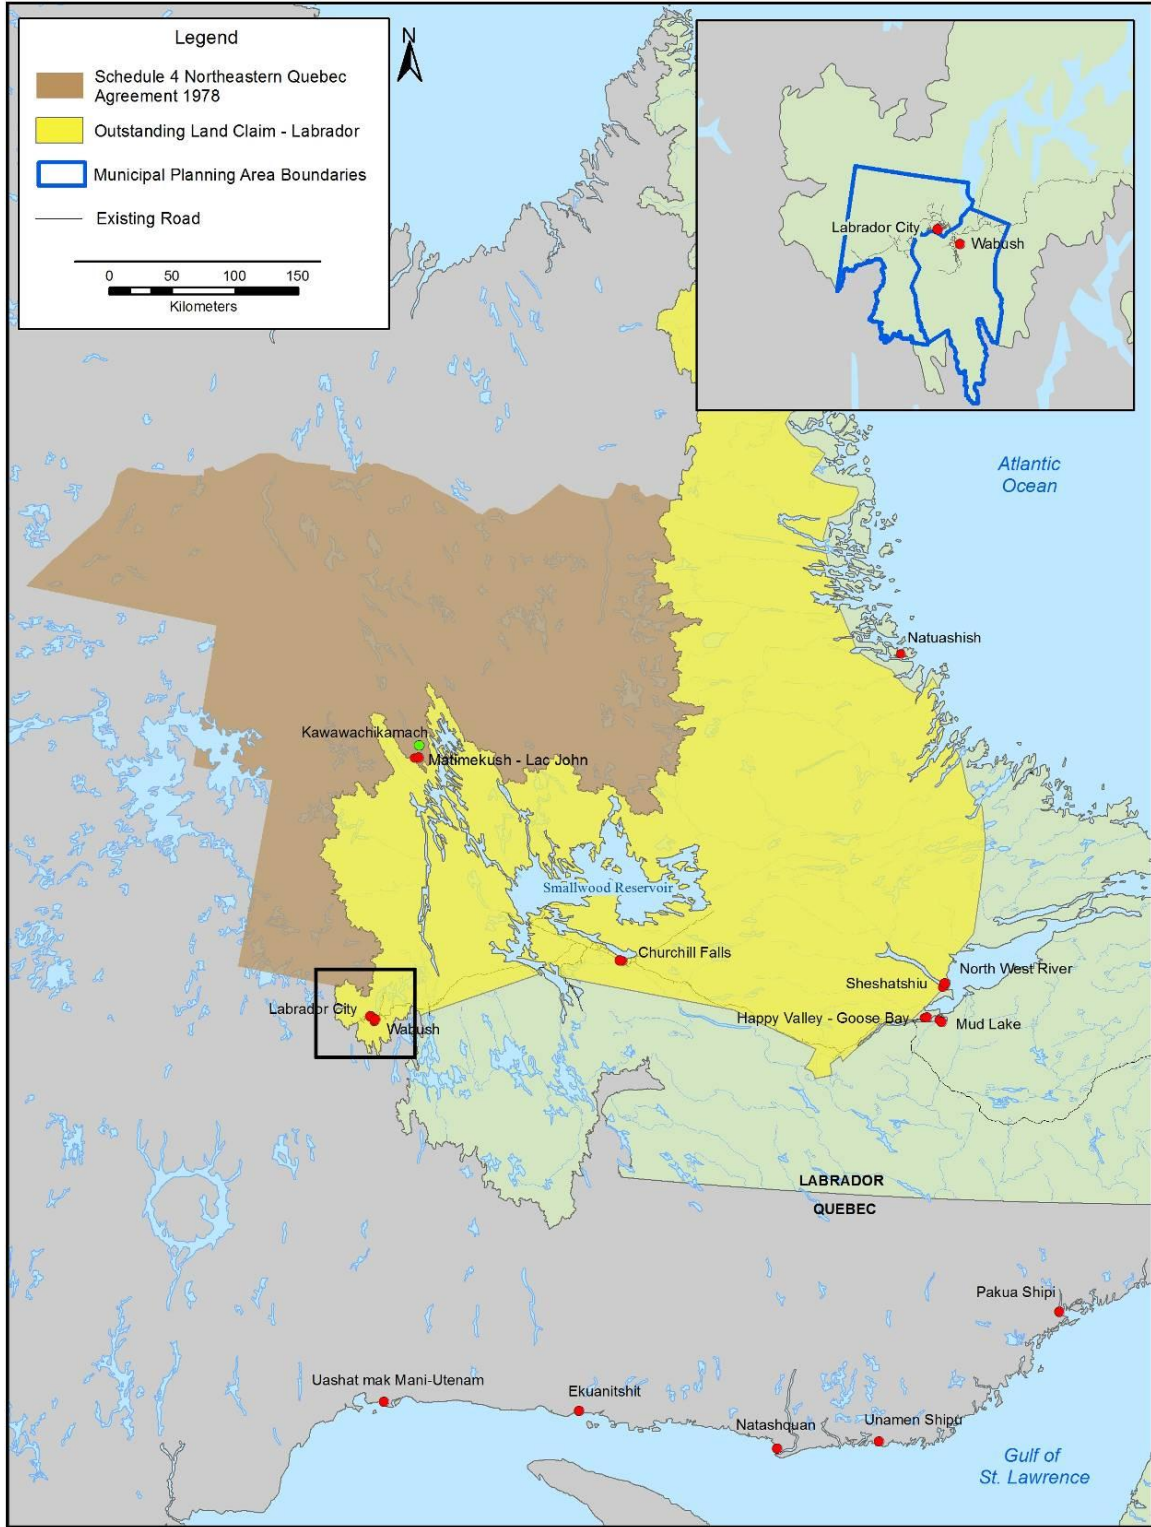 Legend
Schedule 4 Northeastern Quebec
Agreement 1978
Outstanding Land Claim - Labrador
Municipal Planning Area Boundaries
Existing Road
0 50 100 150
Kilometers
N
Labrador City
Wabush
Atlantic
Ocean
Natuashish
Kawawachikamach
Matimekush - Lac John
Smallwood Reservoir
Churchill Falls
North West River
Sheshatshiu
Labrador City
Happy Valley - Goose Bay
Mud Lake
Wabush
LABRADOR
QUEBEC
Pakua Shipi
Uashat mak Mani-Utenam
Ekuanitshit
Natashquan
Unamen Shipu
Gulf of
St. Lawrence